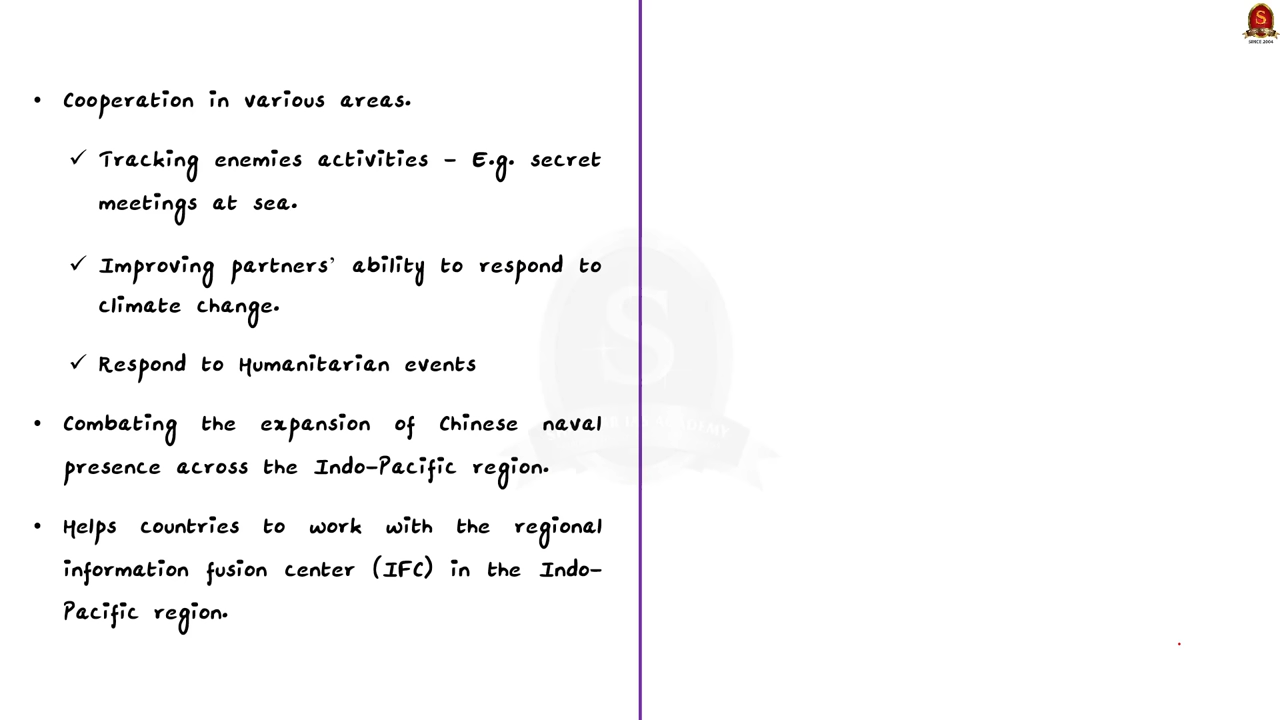 • Cooperation in various areas.
✓ Tracking enemies activities – E.g. secret
meetings at sea.
✓ Improving partners' ability to respond to
climate change.
✓ Respond to Humanitarian events
• Combating the expansion of Chinese naval
presence across the Indo-Pacific region.
• Helps countries to work with the regional
information fusion center (IFC) in the Indo-
Pacific region.
S
SINCE 2004
S